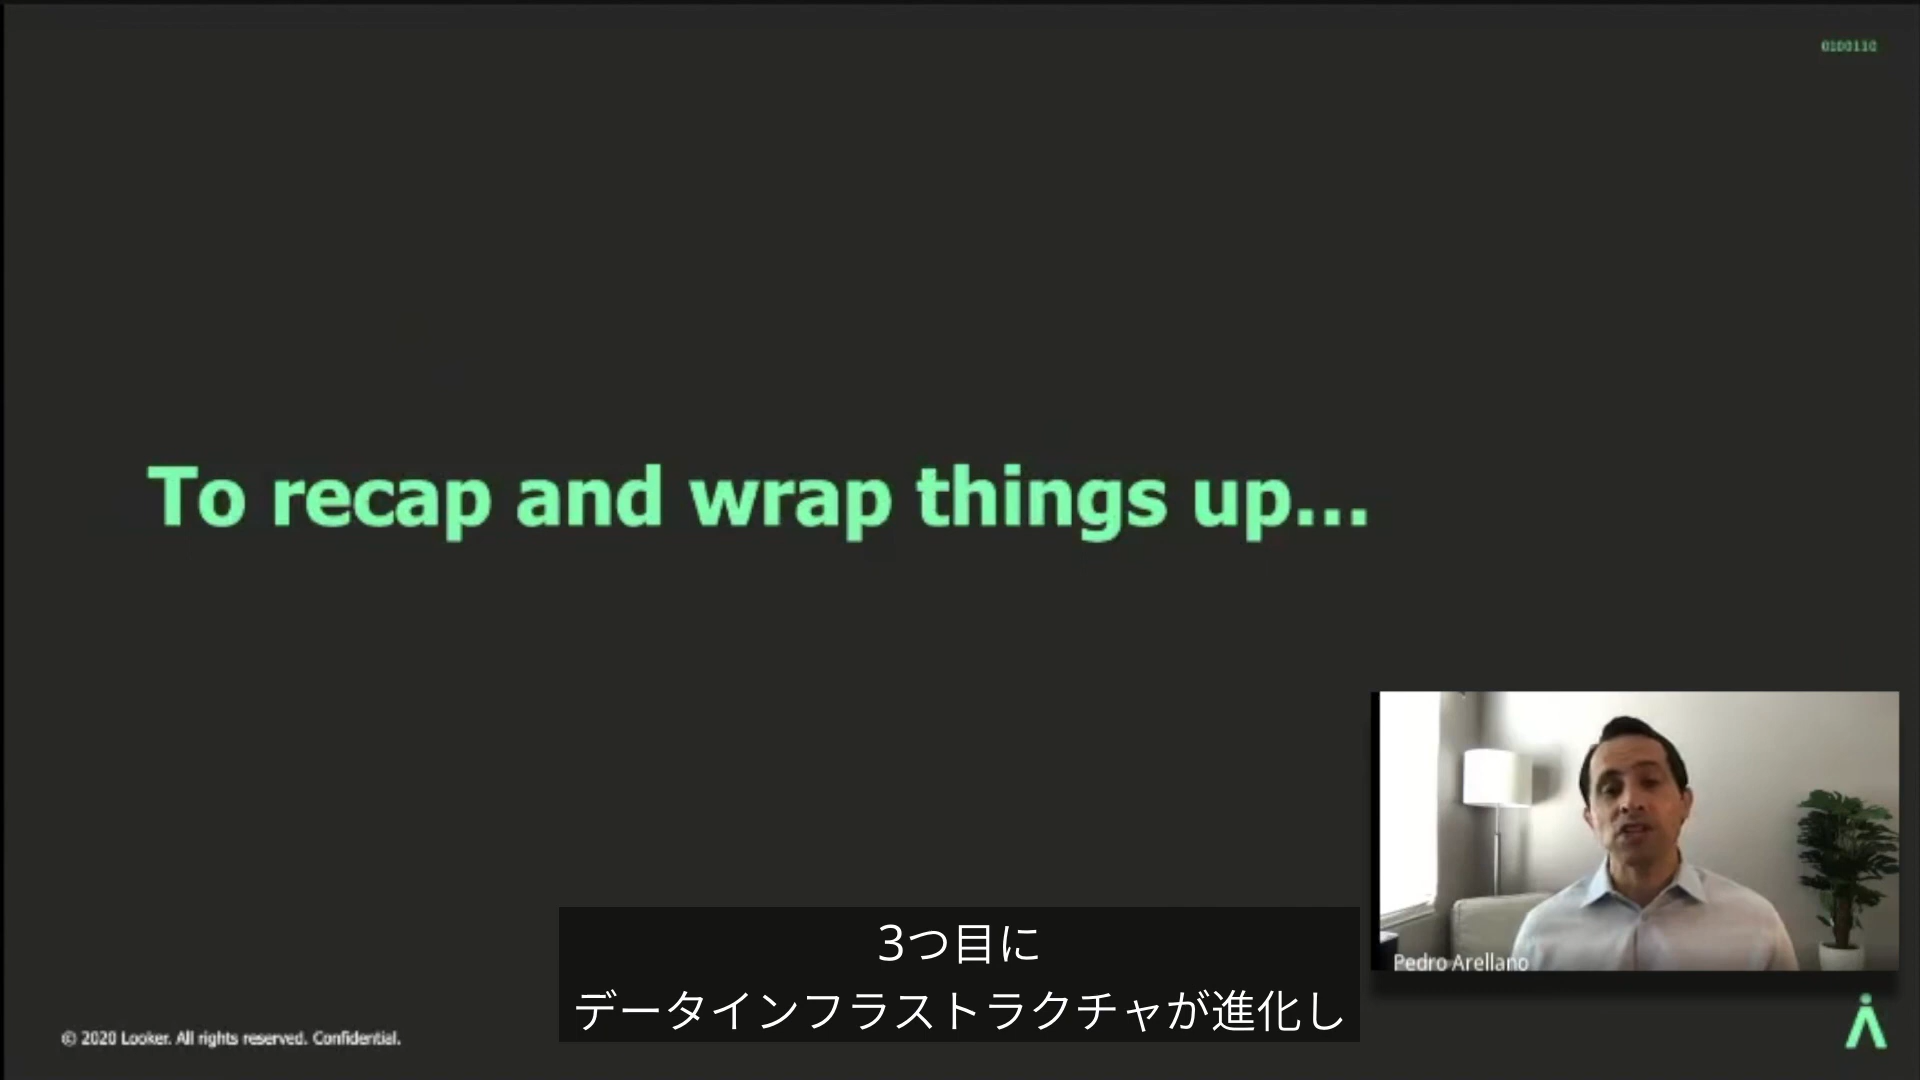 0100110
To recap and wrap things up...
Pedro Arellano
3つ目に
データインフラストラクチャが進化し
© 2020 Looker. All rights reserved. Confidential.